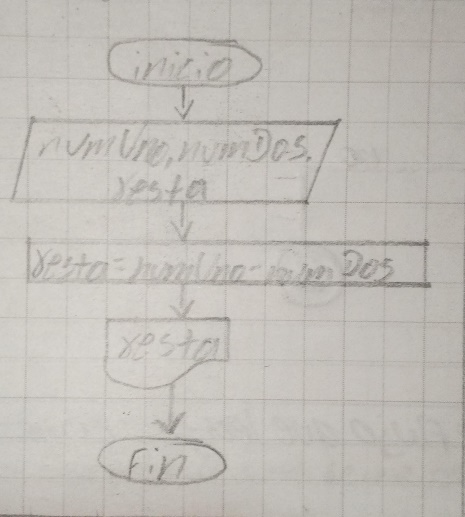 inicio
numUno, numDos,
resta
resta = numUno - numDos
resta
Fin